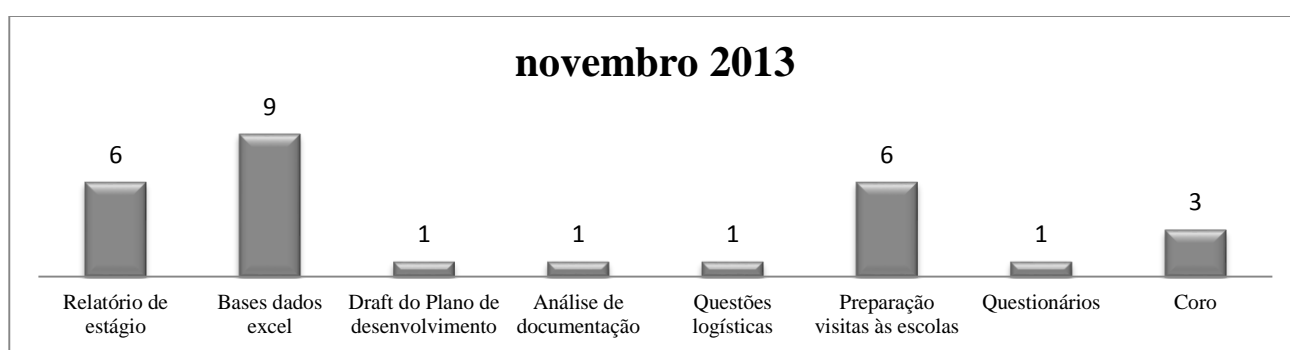 novembro 2013
6
9
1
1
1
6
1
3
Relatório de
estágio
Bases dados
excel
Draft do Plano de
desenvolvimento
Análise de
documentação
Questões
logísticas
Preparação
visitas às escolas
Questionários
Coro